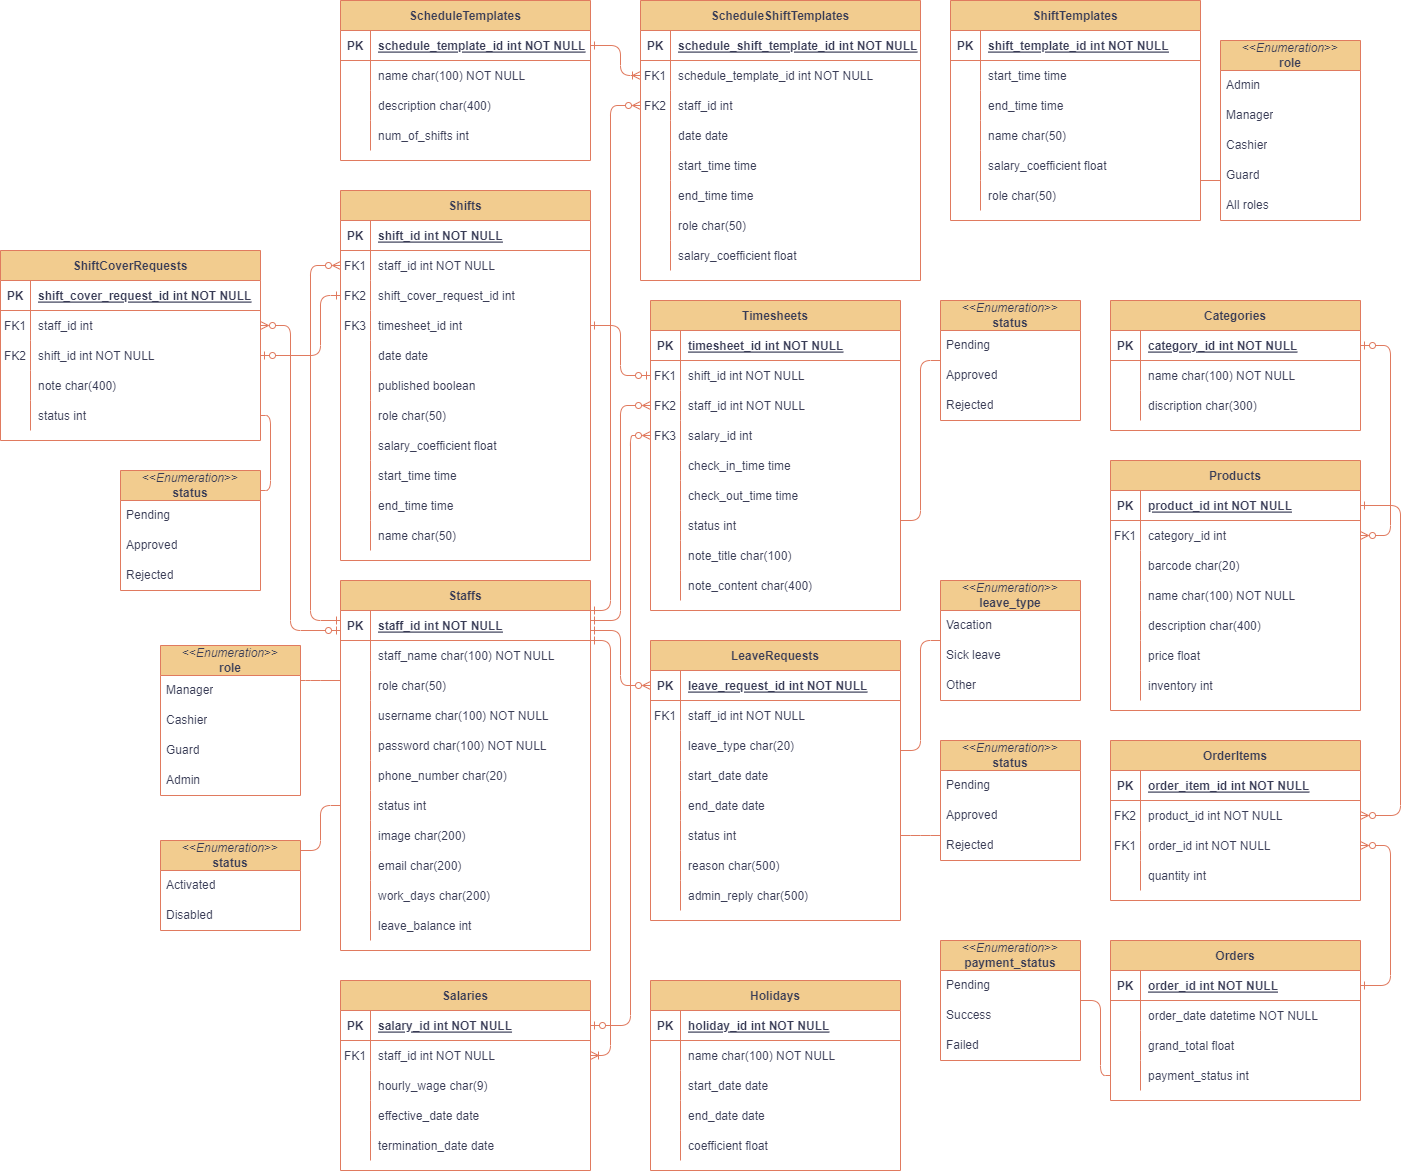 ScheduleTemplates
PK schedule_template_id int NOT NULL
name char(100) NOT NULL
description char(400)
num_of_shifts int
ScheduleShiftTemplates
PK schedule_shift_template_id int NOT NULL
FK1 schedule_template_id int NOT NULL
FK2 staff_id int
date date
start_time time
end_time time
role char(50)
salary_coefficient float
ShiftTemplates
PK shift_template_id int NOT NULL
start_time time
end_time time
name char(50)
salary_coefficient float
role char(50)
<<Enumeration>>
role
Admin
Manager
Cashier
Guard
All roles
Shifts
PK shift_id int NOT NULL
FK1 staff_id int NOT NULL
FK2 shift_cover_request_id int
FK3 timesheet_id int
date date
published boolean
role char(50)
salary_coefficient float
start_time time
end_time time
name char(50)
ShiftCoverRequests
PK shift_cover_request_id int NOT NULL
FK1 staff_id int
FK2 shift_id int NOT NULL
note char(400)
status int
<<Enumeration>>
status
Pending
Approved
Rejected
Timesheets
PK timesheet_id int NOT NULL
FK1 shift_id int NOT NULL
FK2 staff_id int NOT NULL
FK3 salary_id int
check_in_time time
check_out_time time
status int
note_title char(100)
note_content char(400)
<<Enumeration>>
status
Pending
Approved
Rejected
Categories
PK category_id int NOT NULL
name char(100) NOT NULL
discription char(300)
Products
PK product_id int NOT NULL
FK1 category_id int
barcode char(20)
name char(100) NOT NULL
description char(400)
price float
inventory int
Staffs
PK staff_id int NOT NULL
staff_name char(100) NOT NULL
role char(50)
username char(100) NOT NULL
password char(100) NOT NULL
phone_number char(20)
status int
image char(200)
email char(200)
work_days char(200)
leave_balance int
<<Enumeration>>
role
Manager
Cashier
Guard
Admin
<<Enumeration>>
status
Activated
Disabled
LeaveRequests
PK leave_request_id int NOT NULL
FK1 staff_id int NOT NULL
leave_type char(20)
start_date date
end_date date
status int
reason char(500)
admin_reply char(500)
<<Enumeration>>
leave_type
Vacation
Sick leave
Other
<<Enumeration>>
status
Pending
Approved
Rejected
OrderItems
PK order_item_id int NOT NULL
FK2 product_id int NOT NULL
FK1 order_id int NOT NULL
quantity int
Salaries
PK salary_id int NOT NULL
FK1 staff_id int NOT NULL
hourly_wage char(9)
effective_date date
termination_date date
Holidays
PK holiday_id int NOT NULL
name char(100) NOT NULL
start_date date
end_date date
coefficient float
<<Enumeration>>
payment_status
Pending
Success
Failed
Orders
PK order_id int NOT NULL
order_date datetime NOT NULL
grand_total float
payment_status int